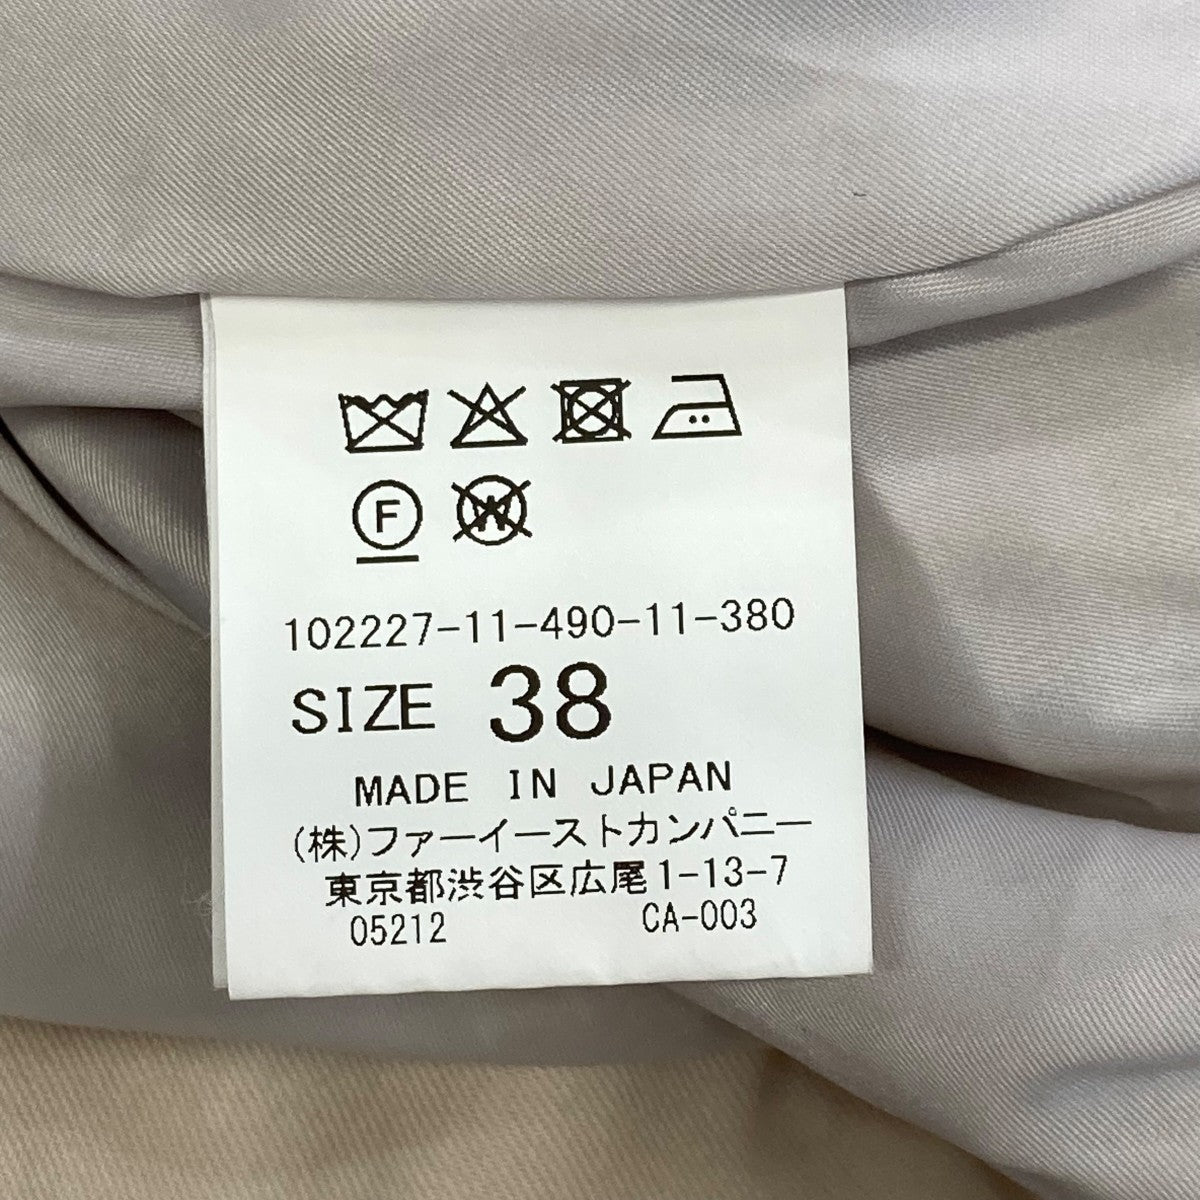 F W
102227-11-490-11-380
SIZE 38
MADE IN JAPAN
(株)ファーイーストカンパニー
東京都渋谷区広尾1-13-7
05212 CA-003